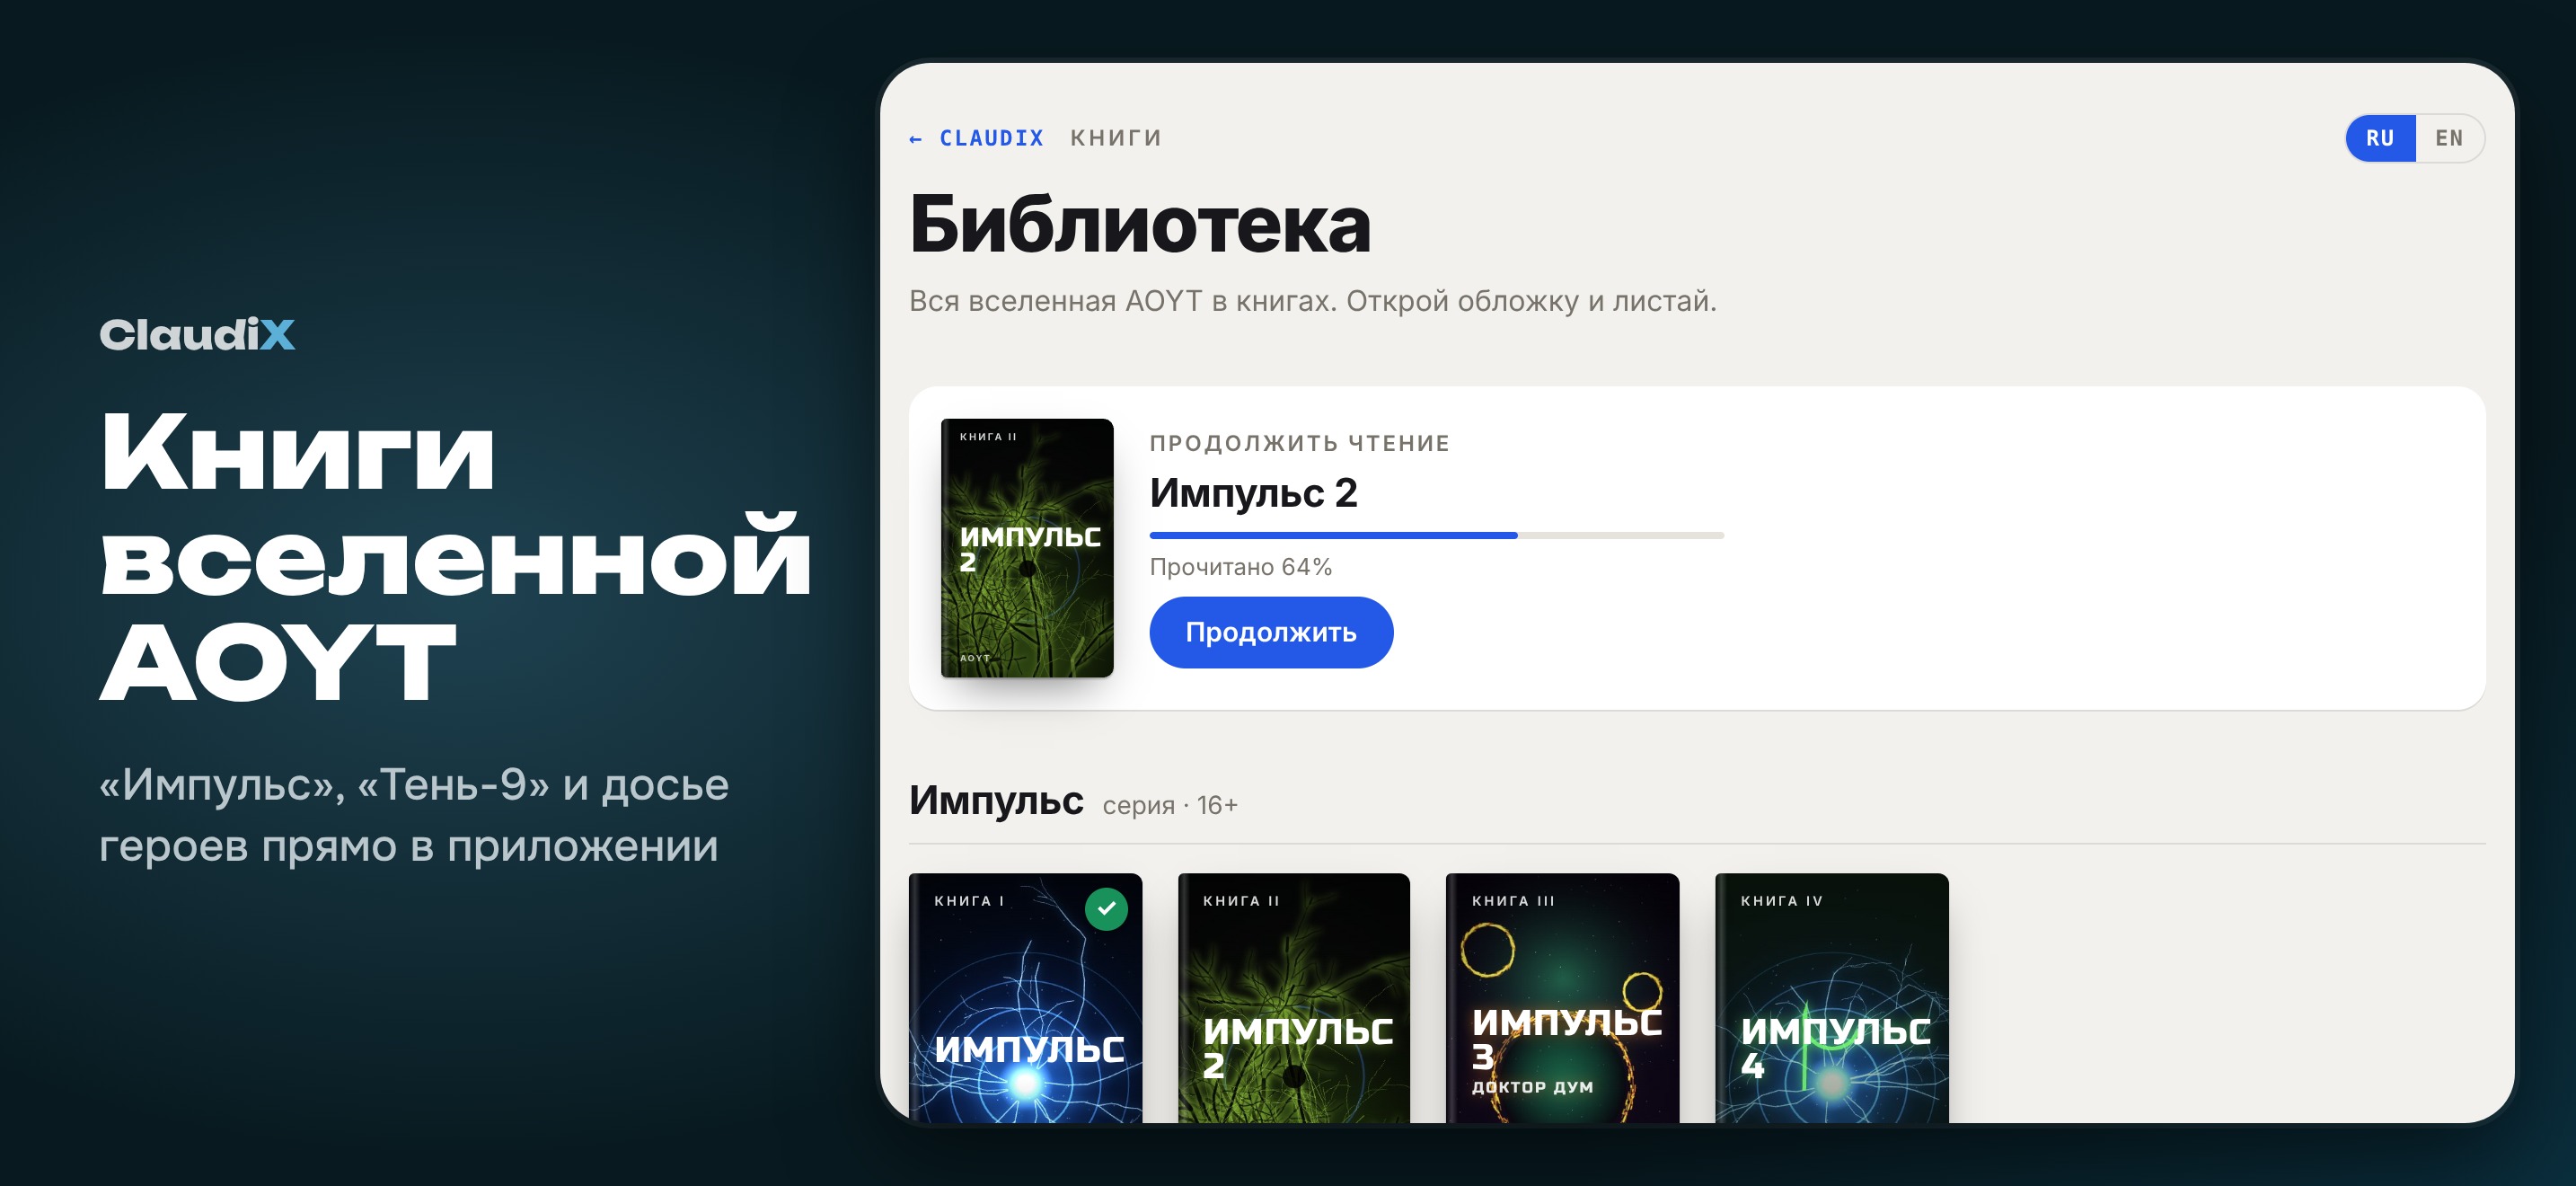 ClaudiX
Книги
вселенной
AOYT
«Импульс», «Тень-9» и досье
героев прямо в приложении
← CLAUDIX КНИГИ
RU EN
Библиотека
Вся вселенная AOYT в книгах. Открой обложку и листай.
КНИГА II
ИМПУЛЬС
2
AOYT
ПРОДОЛЖИТЬ ЧТЕНИЕ
Импульс 2
Прочитано 64%
Продолжить
Импульс серия · 16+
КНИГА I
ИМПУЛЬС
КНИГА II
ИМПУЛЬС
2
КНИГА III
ИМПУЛЬС
3
ДОКТОР ДУМ
КНИГА IV
ИМПУЛЬС
4